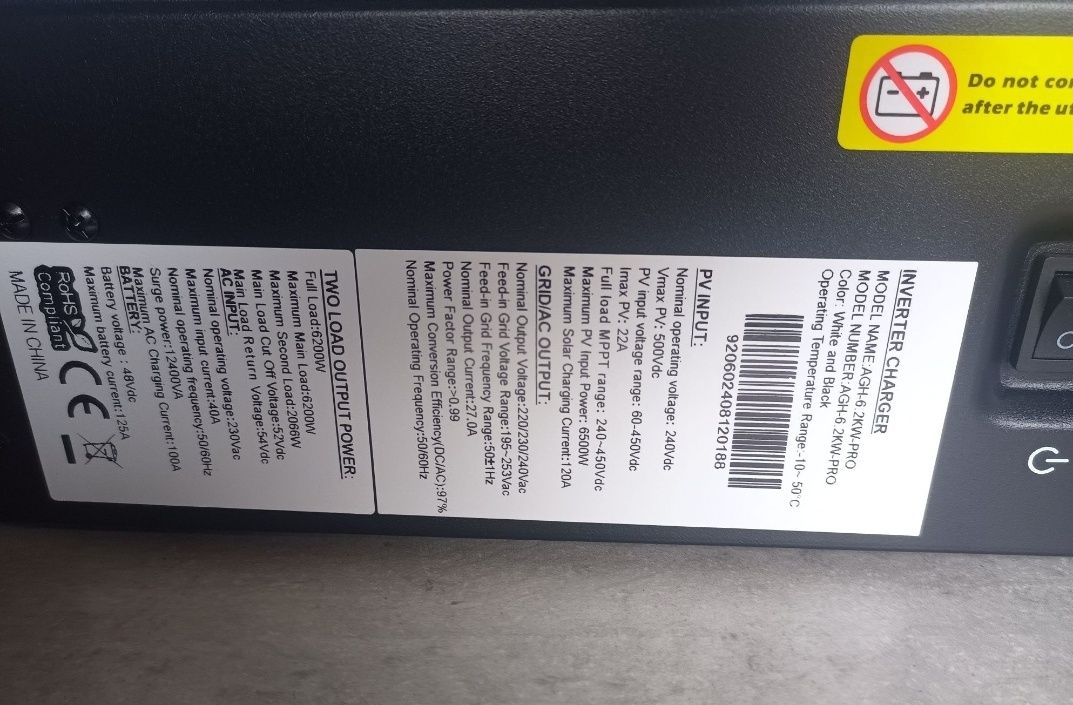 INVERTER CHARGER
MODEL NAME:AGH-6.2KW-PRO
MODEL NUMBER:AGH-6.2KW-PRO
Color: White and Black
Operating Temperature Range:-10~ 50°C
920602408120188
PV INPUT:
Nominal operating voltage: 240Vdc
Vmax PV: 500Vdc
PV input voltage range: 60-450Vdc
Imax PV: 22A
Full load MPPT range: 240~450Vdc
Maximum PV Input Power: 6500W
Maximum Solar Charging Current:120A
GRID/AC OUTPUT:
Nominal Output Voltage:220/230/240Vac
Feed-in Grid Voltage Range:195~253Vac
Feed-in Grid Frequency Range:50±1Hz
Nominal Output Current:27.0A
Power Factor Range:>0.99
Maximum Conversion Efficiency(DC/AC):97%
Nominal Operating Frequency:50/60Hz
TWO LOAD OUTPUT POWER:
Full Load:6200W
Maximum Main Load:6200W
Maximum Second Load:2066W
Main Load Cut Off Voltage:52Vdc
Main Load Return Voltage:54Vdc
AC INPUT:
Nominal operating voltage:230Vac
Maximum input current:40A
Nominal operating frequency:50/60Hz
Surge power:12400VA
Maximum AC Charging Current:100A
BATTERY:
Battery voltage : 48Vdc
Maximum battery current:125A
RoHS
Compliant
CE
MADE IN CHINA
Do not
after the